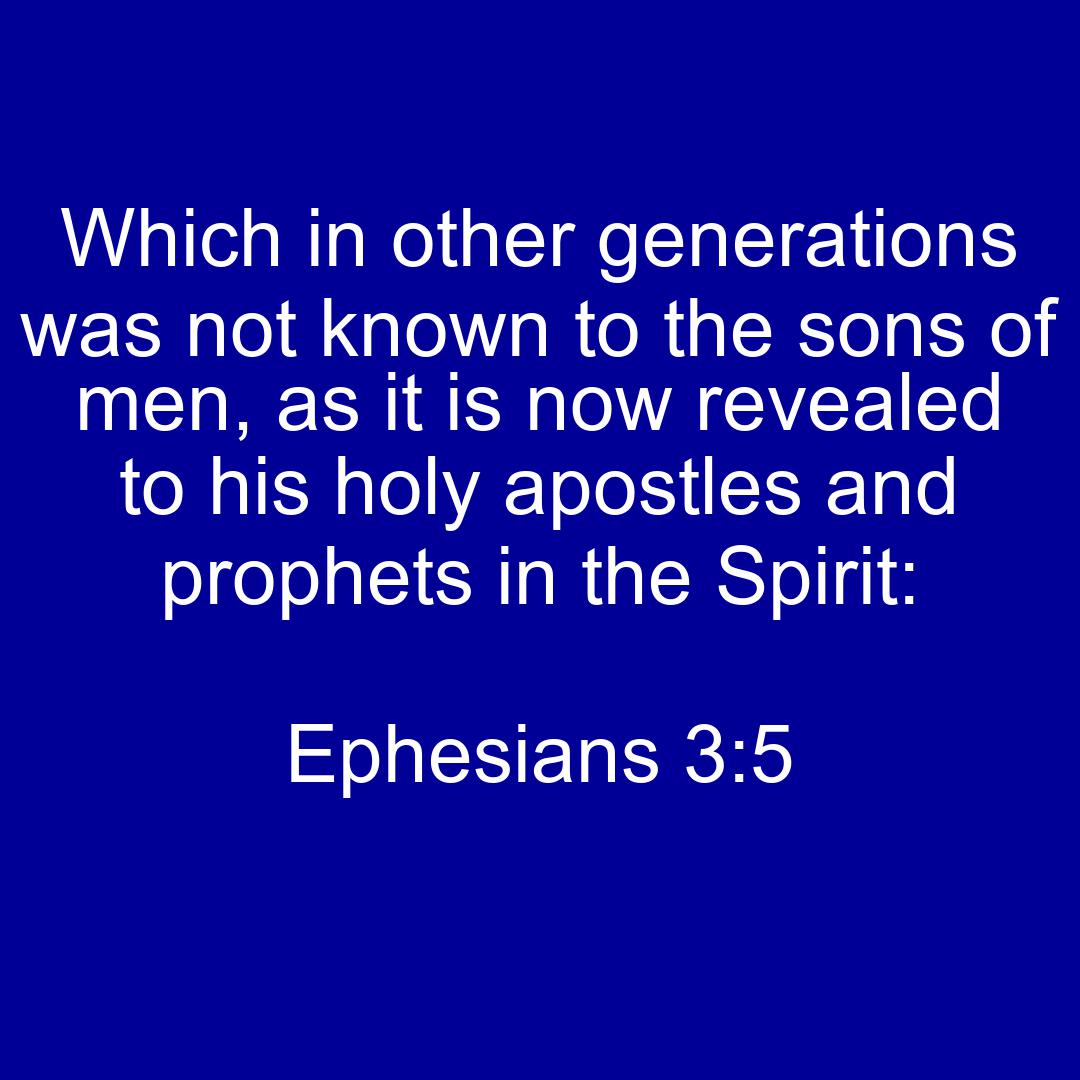 Which in other generations
was not known to the sons of
men, as it is now revealed
to his holy apostles and
prophets in the Spirit:
Ephesians 3:5